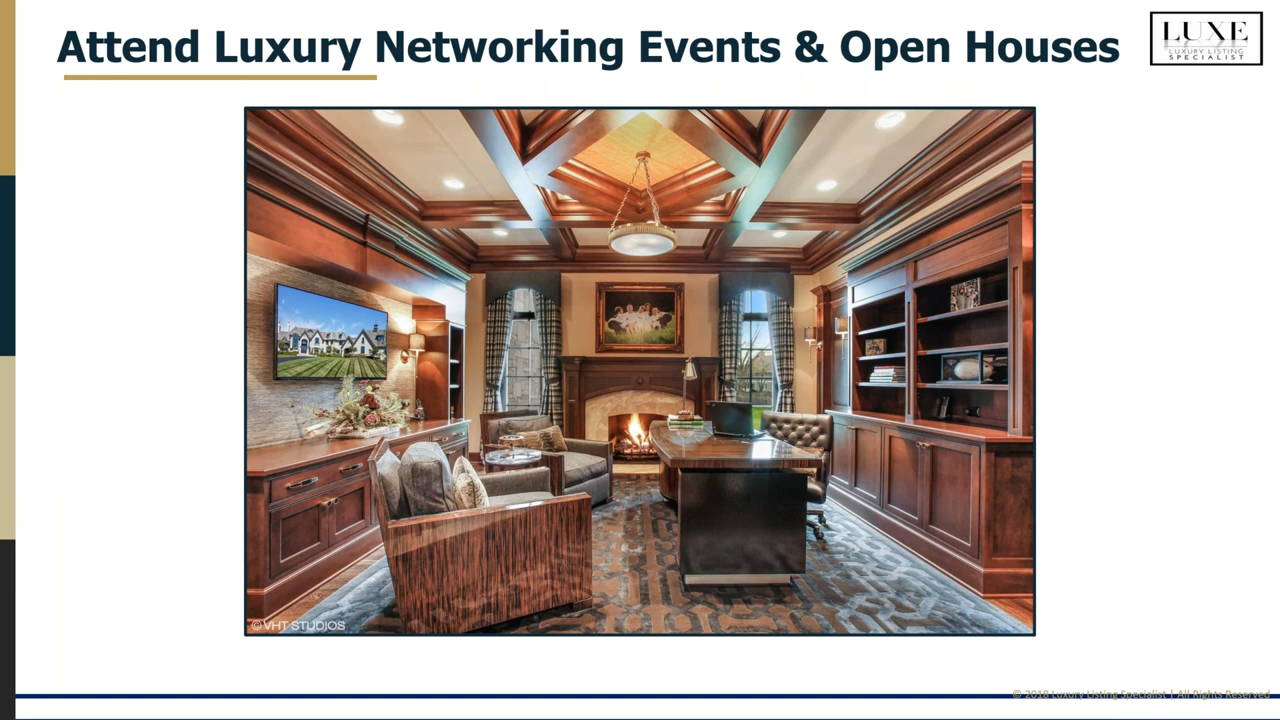 Attend Luxury Networking Events & Open Houses
LUXE
LUXURY LISTING
SPECIALIST
©VHT STUDIOS
© 2018 Luxury Listing Specialist | All Rights Reserved